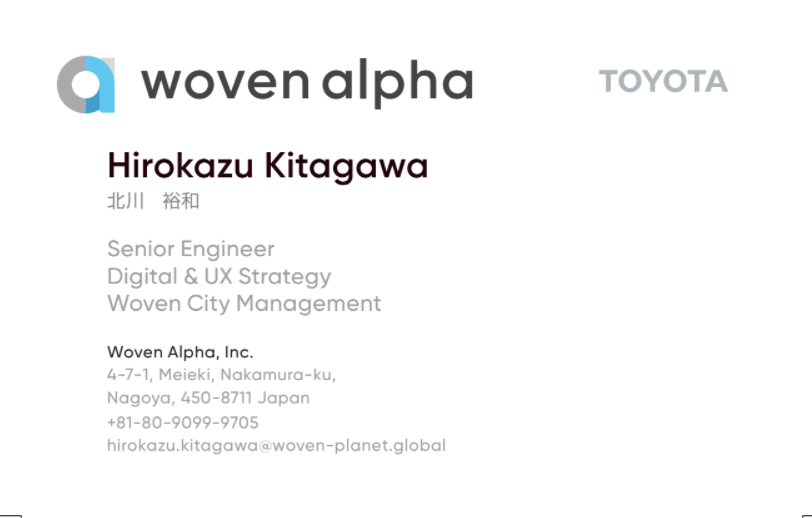 woven alpha
TOYOTA
Hirokazu Kitagawa
北川　裕和
Senior Engineer
Digital & UX Strategy
Woven City Management
Woven Alpha, Inc.
4-7-1, Meieki, Nakamura-ku,
Nagoya, 450-8711 Japan
+81-80-9099-9705
hirokazu.kitagawa@woven-planet.global